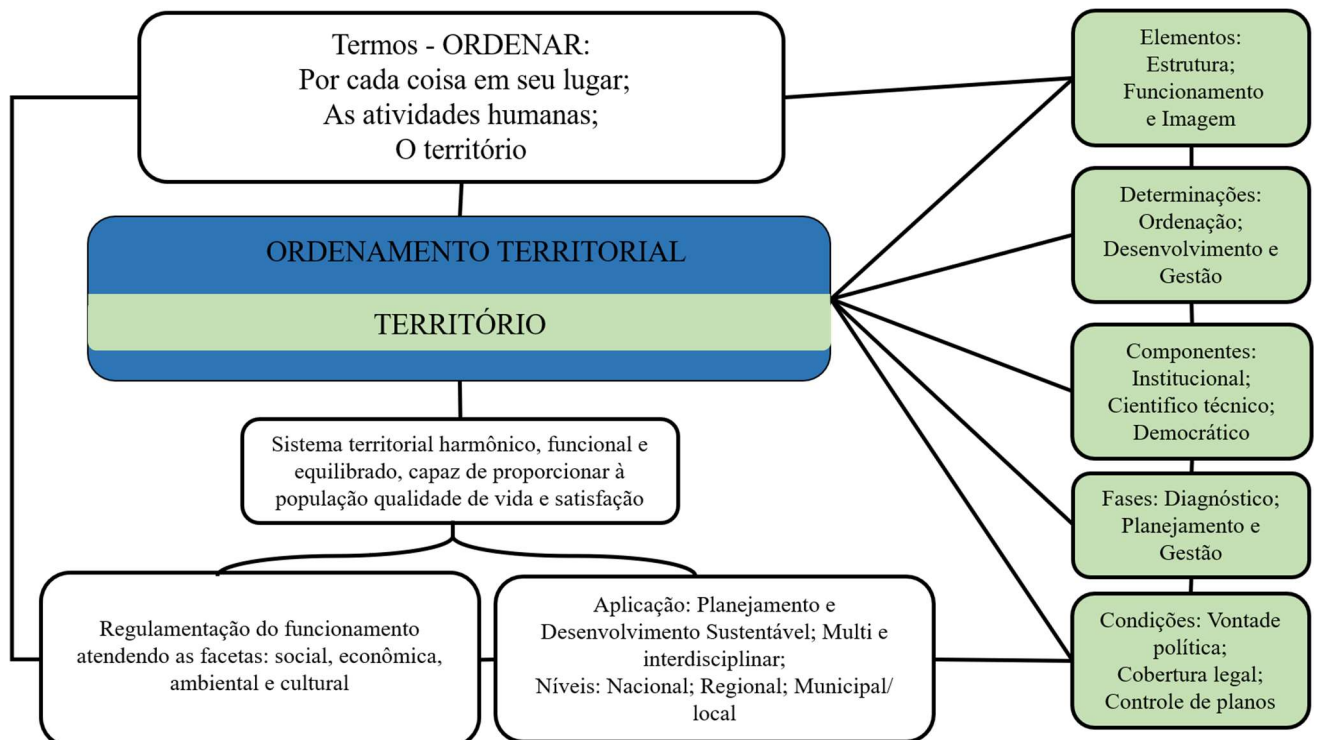 Termos - ORDENAR:
Por cada coisa em seu lugar;
As atividades humanas;
O território
ORDENAMENTO TERRITORIAL
TERRITÓRIO
Sistema territorial harmônico, funcional e
equilibrado, capaz de proporcionar à
população qualidade de vida e satisfação
Regulamentação do funcionamento
atendendo as facetas: social, econômica,
ambiental e cultural
Aplicação: Planejamento e
Desenvolvimento Sustentável; Multi e
interdisciplinar;
Níveis: Nacional; Regional; Municipal/
local
Elementos:
Estrutura;
Funcionamento
e Imagem
Determinações:
Ordenação;
Desenvolvimento e
Gestão
Componentes:
Institucional;
Cientifico técnico;
Democrático
Fases: Diagnóstico;
Planejamento e
Gestão
Condições: Vontade
política;
Cobertura legal;
Controle de planos